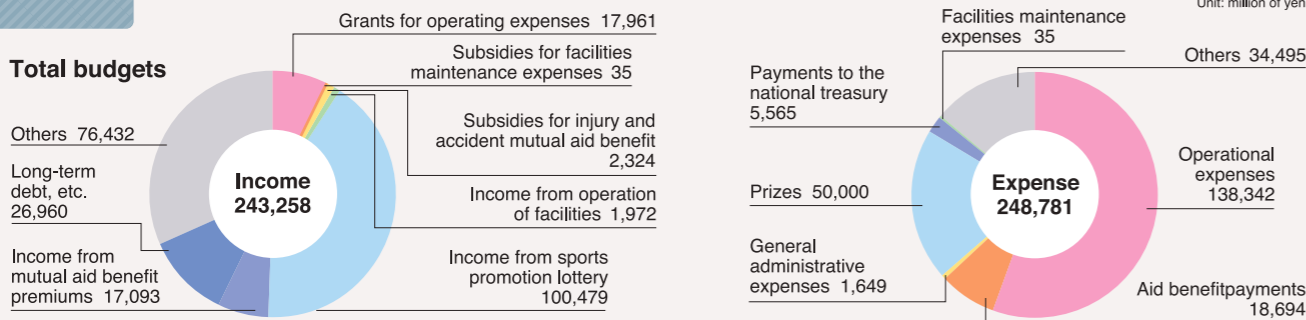 Unit: million of yen
Total budgets
Grants for operating expenses 17,961
Subsidies for facilities
maintenance expenses 35
Subsidies for injury and
accident mutual aid benefit
2,324
Income from operation
of facilities 1,972
Income from sports
promotion lottery
100,479
Others 76,432
Long-term
debt, etc.
26,960
Income from
mutual aid benefit
premiums 17,093
Income
243,258
Facilities maintenance
expenses 35
Others 34,495
Payments to the
national treasury
5,565
Operational
expenses
138,342
Prizes 50,000
General
administrative
expenses 1,649
Aid benefitpayments
18,694
Expense
248,781